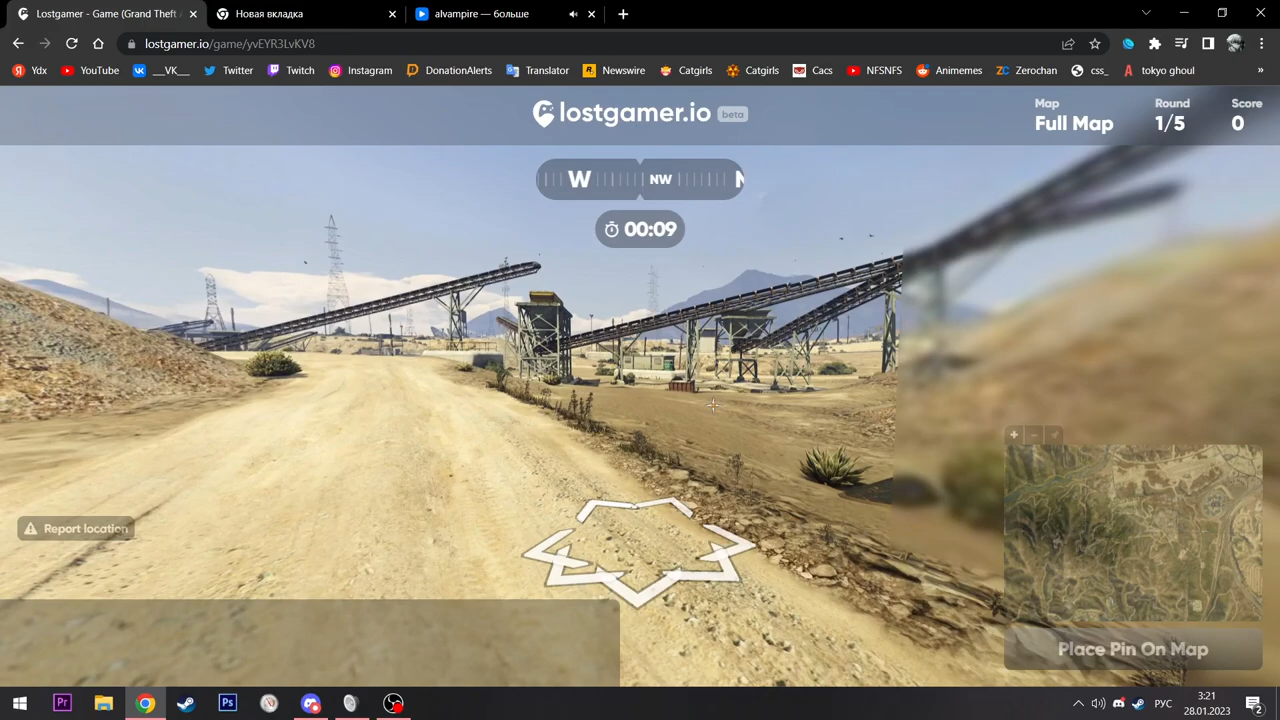 Lostgamer - Game (Grand Theft A
Новая вкладка
alvampire — больше
lostgamer.io/game/yvEYR3LvKV8
Ydx
YouTube
__VK__
Twitter
Twitch
Instagram
DonationAlerts
Translator
Newswire
Catgirls
Catgirls
Cacs
NFSNFS
Animemes
Zerochan
css_
tokyo ghoul
»
lostgamer.io beta
Map
Full Map
Round
1/5
Score
0
W NW N
00:09
Report location
Place Pin On Map
РУС
3:21
28.01.2023
2